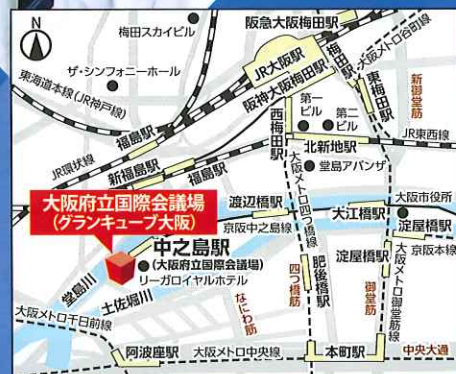 梅田スカイビル
阪急大阪梅田駅
大阪メトロ谷町線
N
JR大阪駅
梅田駅
ザ・シンフォニーホール
阪神大阪梅田駅
東梅田駅
新御堂筋
東海道本線(JR神戸線)
第一ビル
第二ビル
西梅田駅
福島駅
北新地駅
JR東西線
JR環状線
新福島駅
福島駅
堂島アバンザ
大阪メトロ四つ橋線
大阪府立国際会議場
(グランキューブ大阪)
渡辺橋駅
大江橋駅
大阪市役所
京阪中之島線
淀屋橋駅
中之島駅
(大阪府立国際会議場)
リーガロイヤルホテル
肥後橋駅
淀屋橋駅
京阪本線
堂島川
土佐堀川
なにわ筋
四つ橋筋
御堂筋
大阪メトロ御堂筋線
大阪メトロ千日前線
阿波座駅
大阪メトロ中央線
本町駅
中央大通